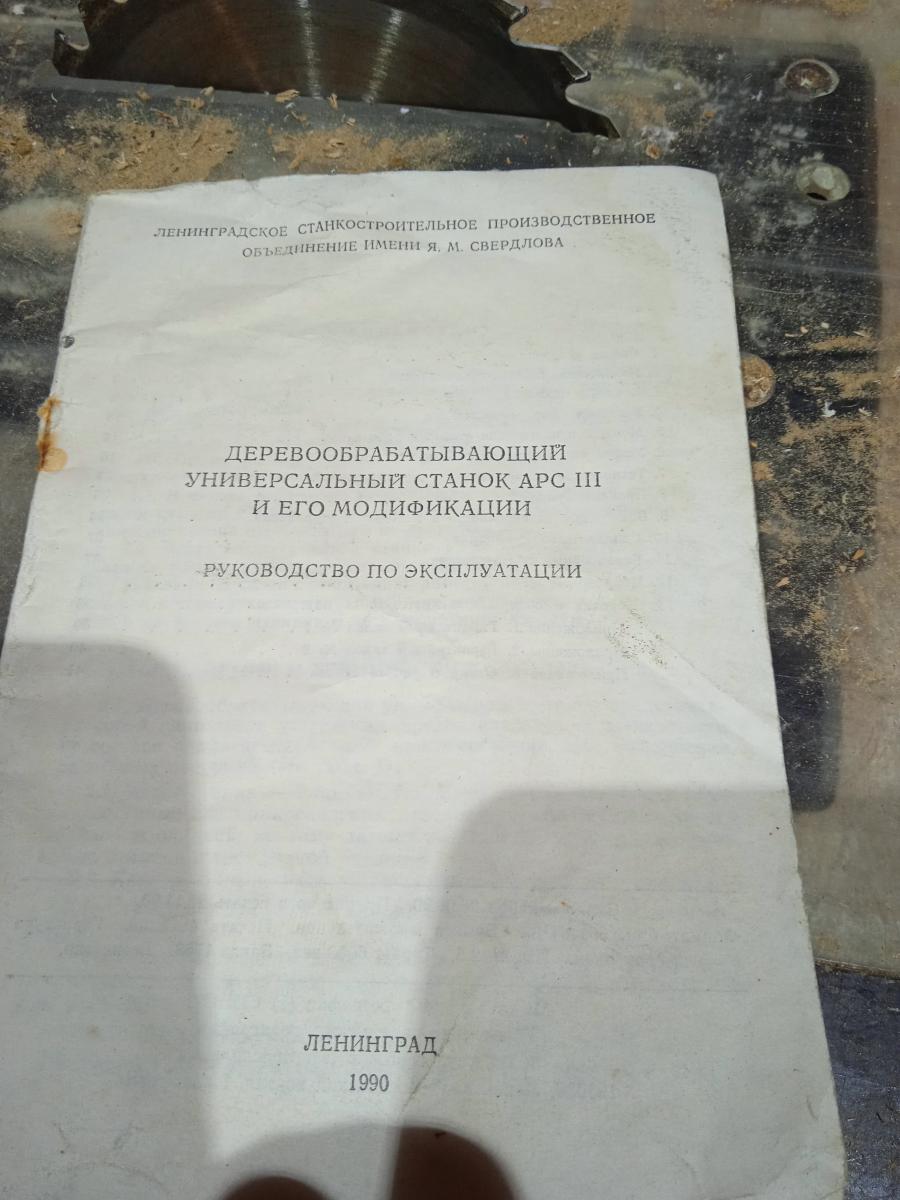 ЛЕНИНГРАДСКОЕ СТАНКОСТРОИТЕЛЬНОЕ ПРОИЗВОДСТВЕННОЕ
ОБЪЕДИНЕНИЕ ИМЕНИ Я. М. СВЕРДЛОВА
ДЕРЕВООБРАБАТЫВАЮЩИЙ
УНИВЕРСАЛЬНЫЙ СТАНОК АРС III
И ЕГО МОДИФИКАЦИИ
РУКОВОДСТВО ПО ЭКСПЛУАТАЦИИ
ЛЕНИНГРАД
1990